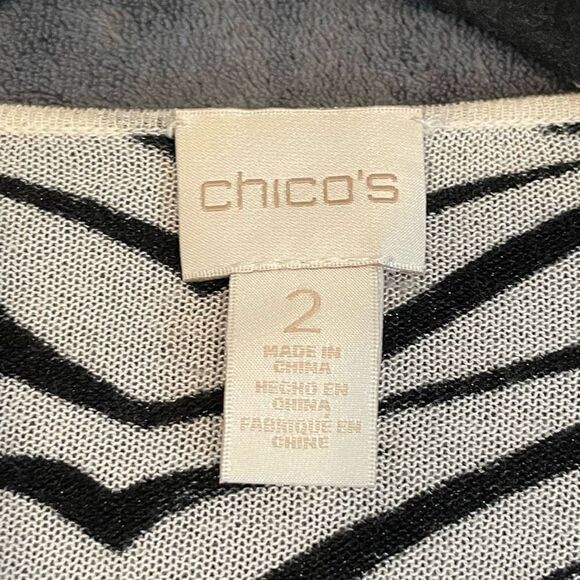 chico's
2
MADE IN
CHINA
HECHO EN
CHINA
FABRIQUE EN
CHINE